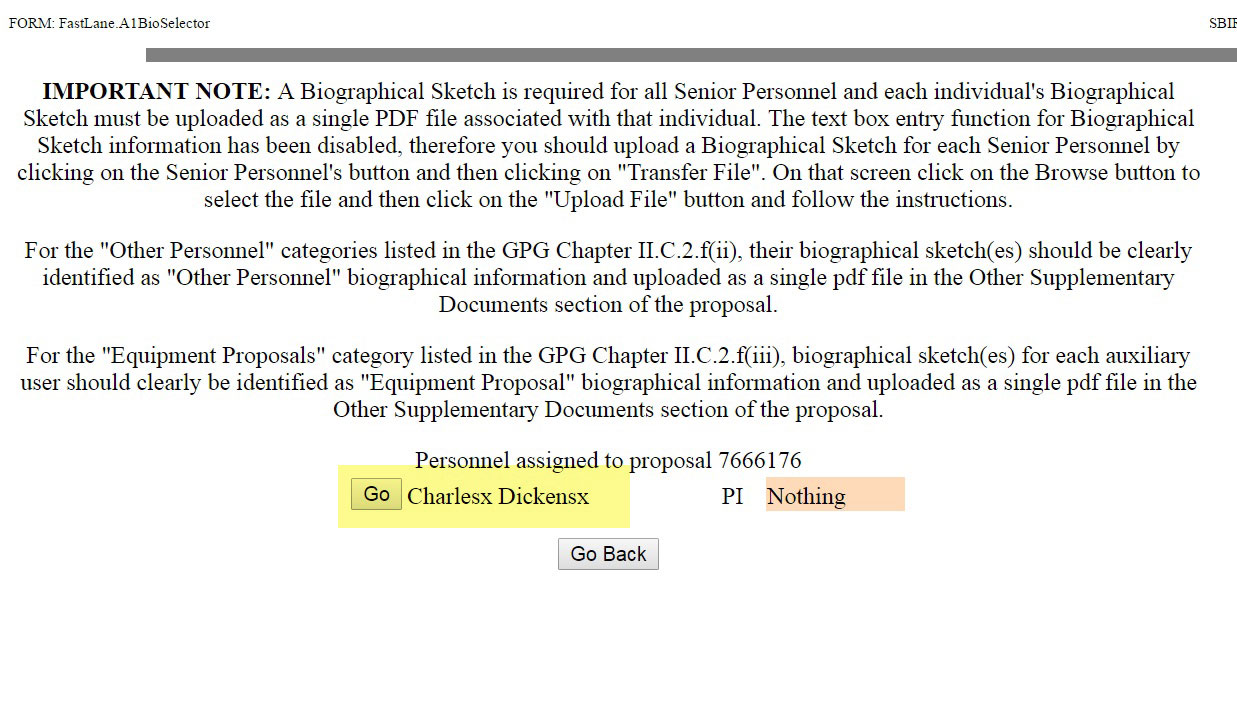 FORM: FastLane.A1BioSelector
IMPORTANT NOTE: A Biographical Sketch is required for all Senior Personnel and each individual's Biographical
Sketch must be uploaded as a single PDF file associated with that individual. The text box entry function for Biographical
Sketch information has been disabled, therefore you should upload a Biographical Sketch for each Senior Personnel by
clicking on the Senior Personnel's button and then clicking on "Transfer File". On that screen click on the Browse button to
select the file and then click on the "Upload File" button and follow the instructions.
For the "Other Personnel" categories listed in the GPG Chapter II.C.2.f(ii), their biographical sketch(es) should be clearly
identified as "Other Personnel" biographical information and uploaded as a single pdf file in the Other Supplementary
Documents section of the proposal.
For the "Equipment Proposals" category listed in the GPG Chapter II.C.2.f(iii), biographical sketch(es) for each auxiliary
user should clearly be identified as "Equipment Proposal" biographical information and uploaded as a single pdf file in the
Other Supplementary Documents section of the proposal.
Personnel assigned to proposal 7666176
Go Charlesx Dickensx PI Nothing
Go Back